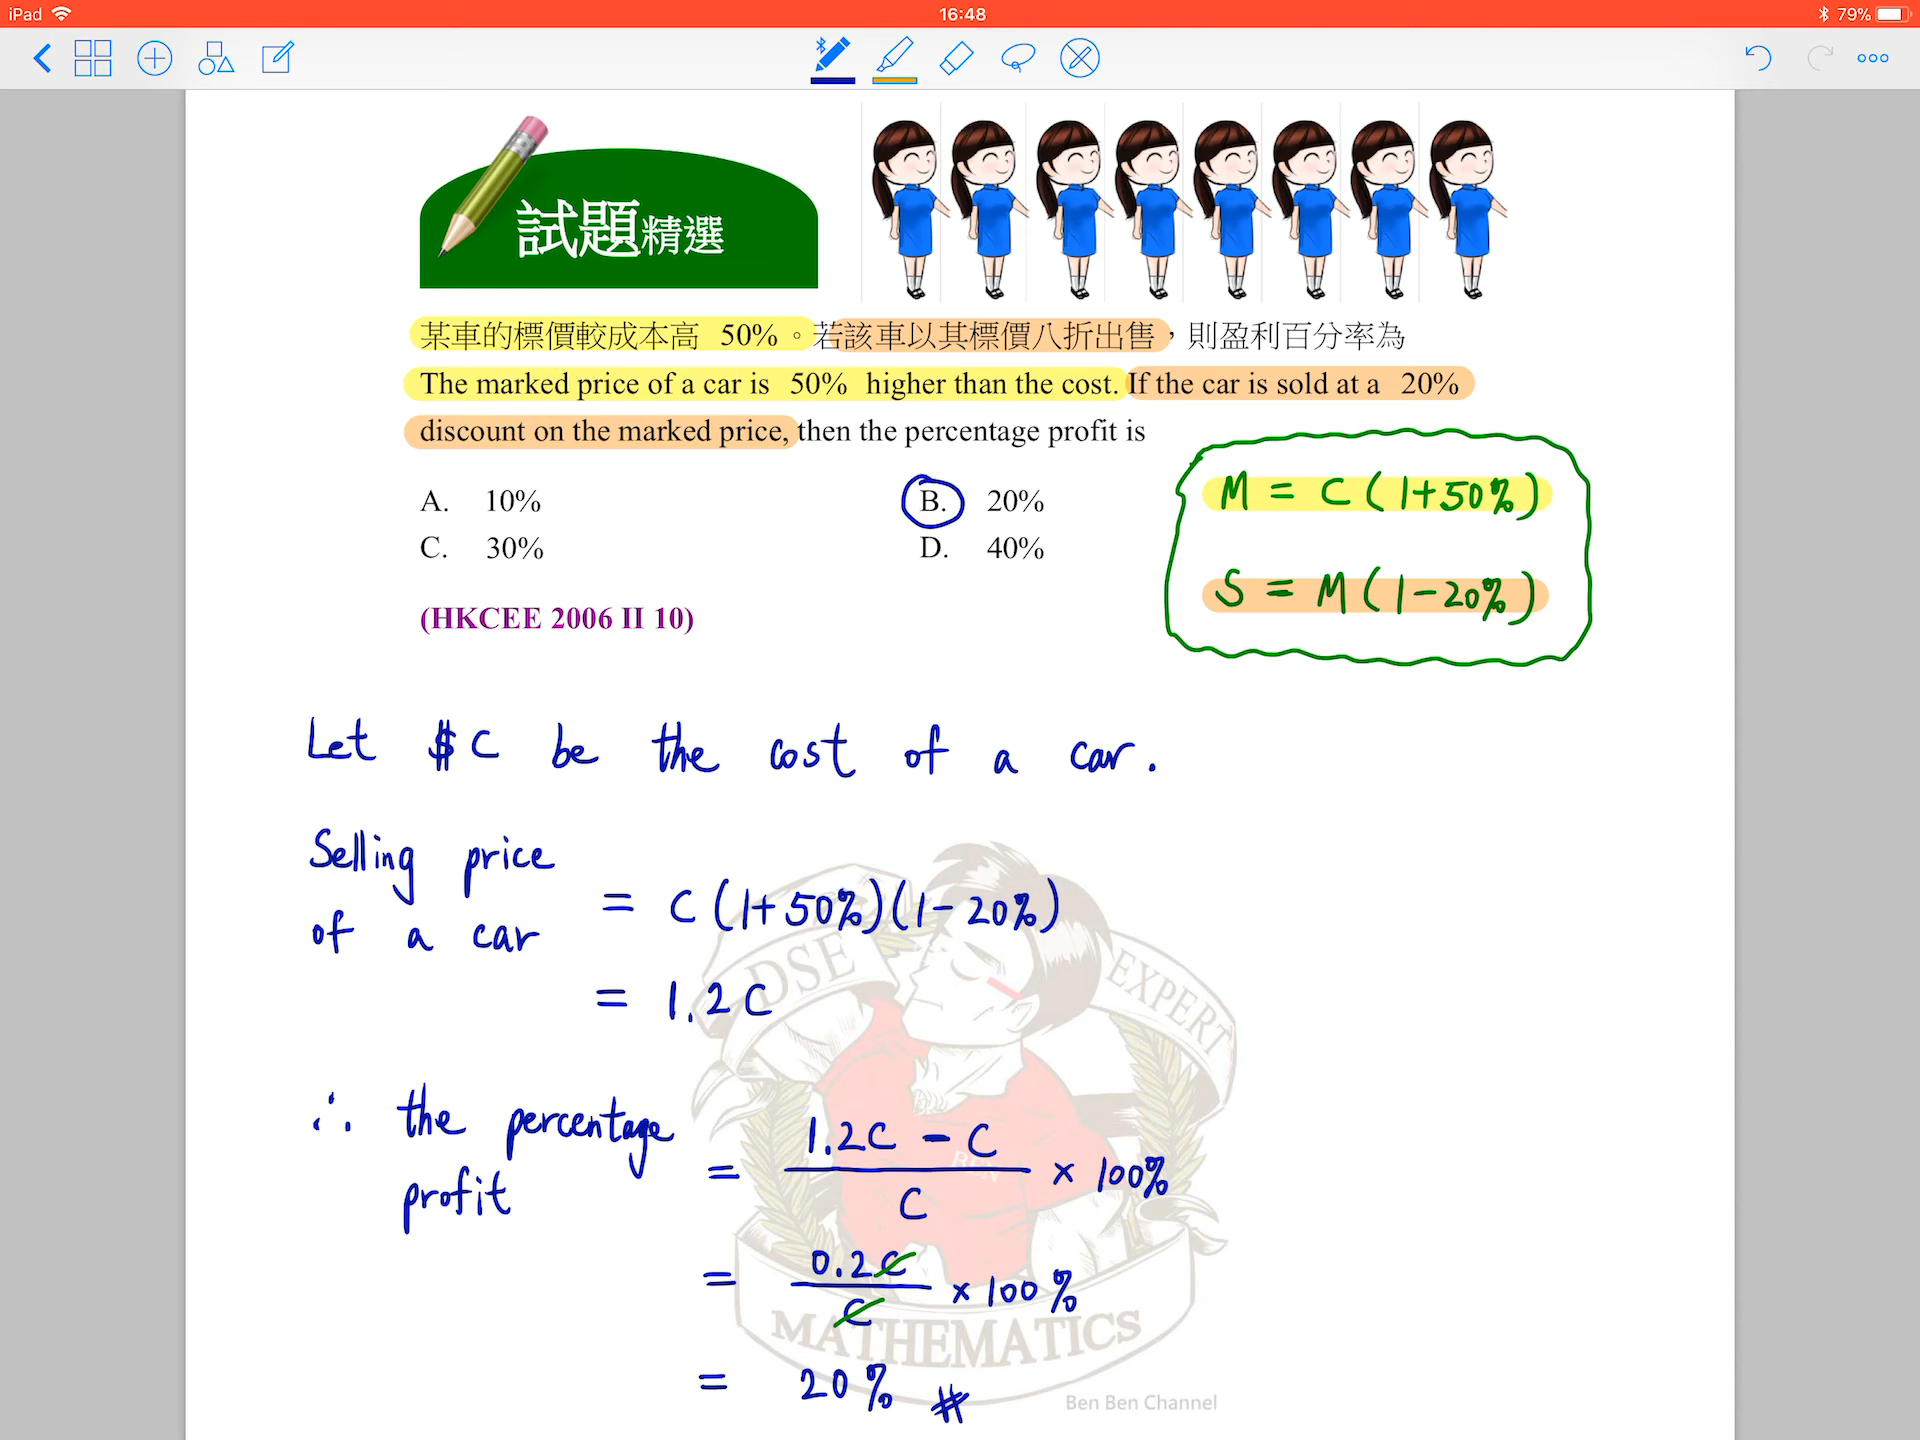 iPad
16:48
79%
試題精選
某車的標價較成本高 50%。若該車以其標價八折出售，則盈利百分率為
The marked price of a car is 50% higher than the cost. If the car is sold at a 20%
discount on the marked price, then the percentage profit is
A. 10%
B. 20%
C. 30%
D. 40%
(HKCEE 2006 II 10)
M = C (1+50%)
S = M (1-20%)
Let $C be the cost of a car.
Selling price
of a car
= C (1+50%)(1-20%)
= 1.2C
∴ the percentage
profit
= (1.2C - C)/C × 100%
= 0.2C/C × 100%
= 20% #
DSE EXPERT
BEN
MATHEMATICS
Ben Ben Channel